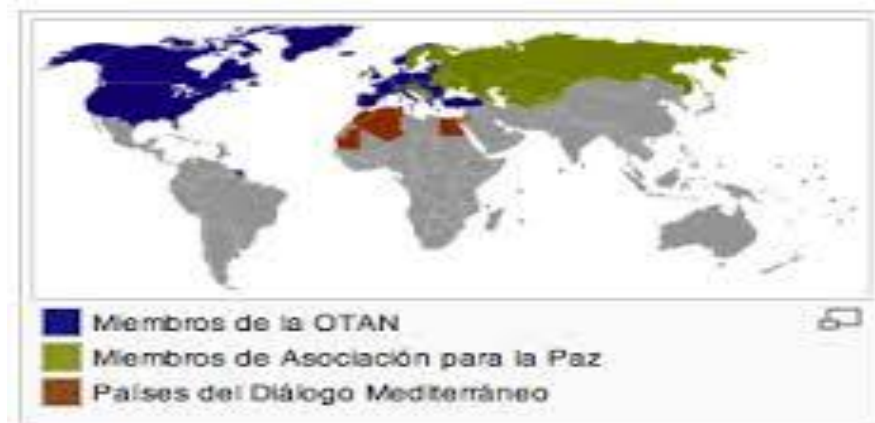 Miembros de la OTAN
Miembros de Asociación para la Paz
Países del Diálogo Mediterráneo